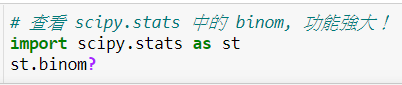 # 查看 scipy.stats 中的 binom, 功能強大！
import scipy.stats as st
st.binom?